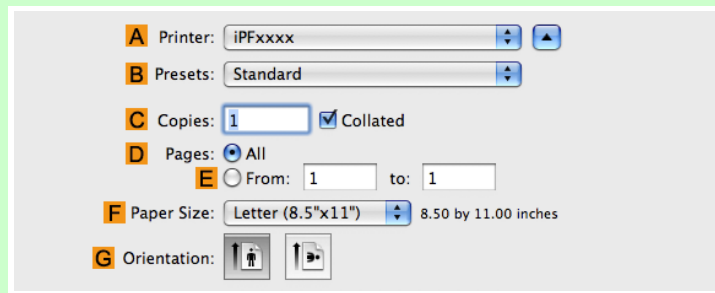 A Printer: iPFxxxx
B Presets: Standard
C Copies: 1 Collated
D Pages: All
E From: 1 to: 1
F Paper Size: Letter (8.5"x11") 8.50 by 11.00 inches
G Orientation: